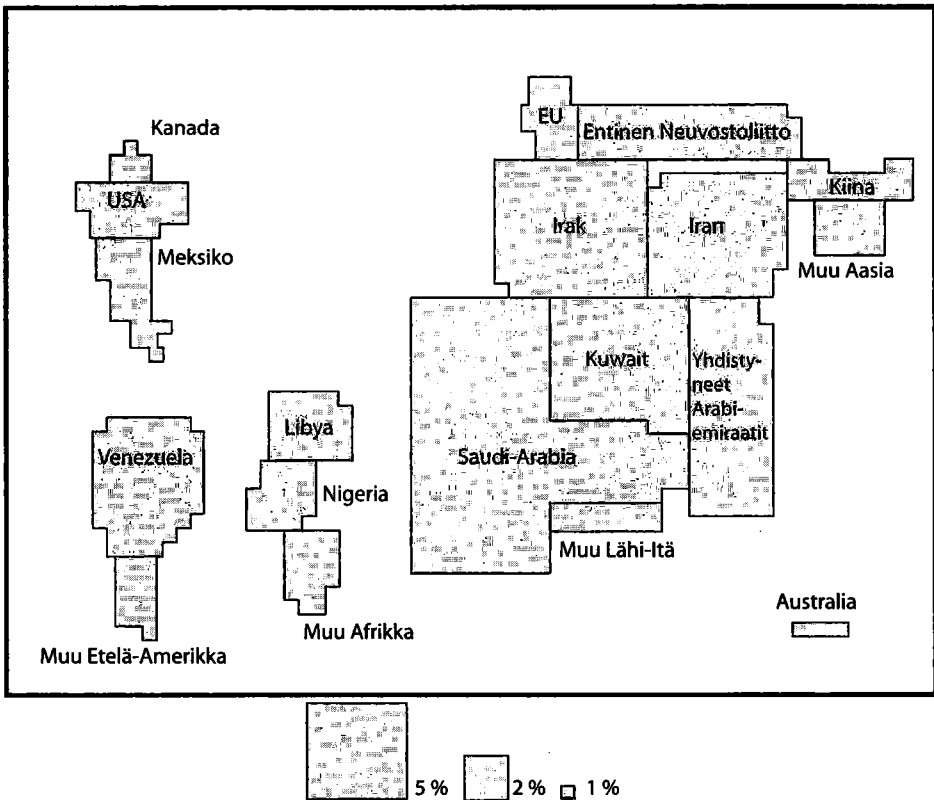 Kanada
USA
Meksiko
Venezuela
Muu Etelä-Amerikka
Libya
Nigeria
Muu Afrikka
EU
Entinen Neuvostoliitto
Irak
Iran
Kiina
Muu Aasia
Kuwait
Yhdisty-
neet
Arabi-
emiraatit
Saudi-Arabia
Muu Lähi-Itä
Australia
5 % 2 % 1 %